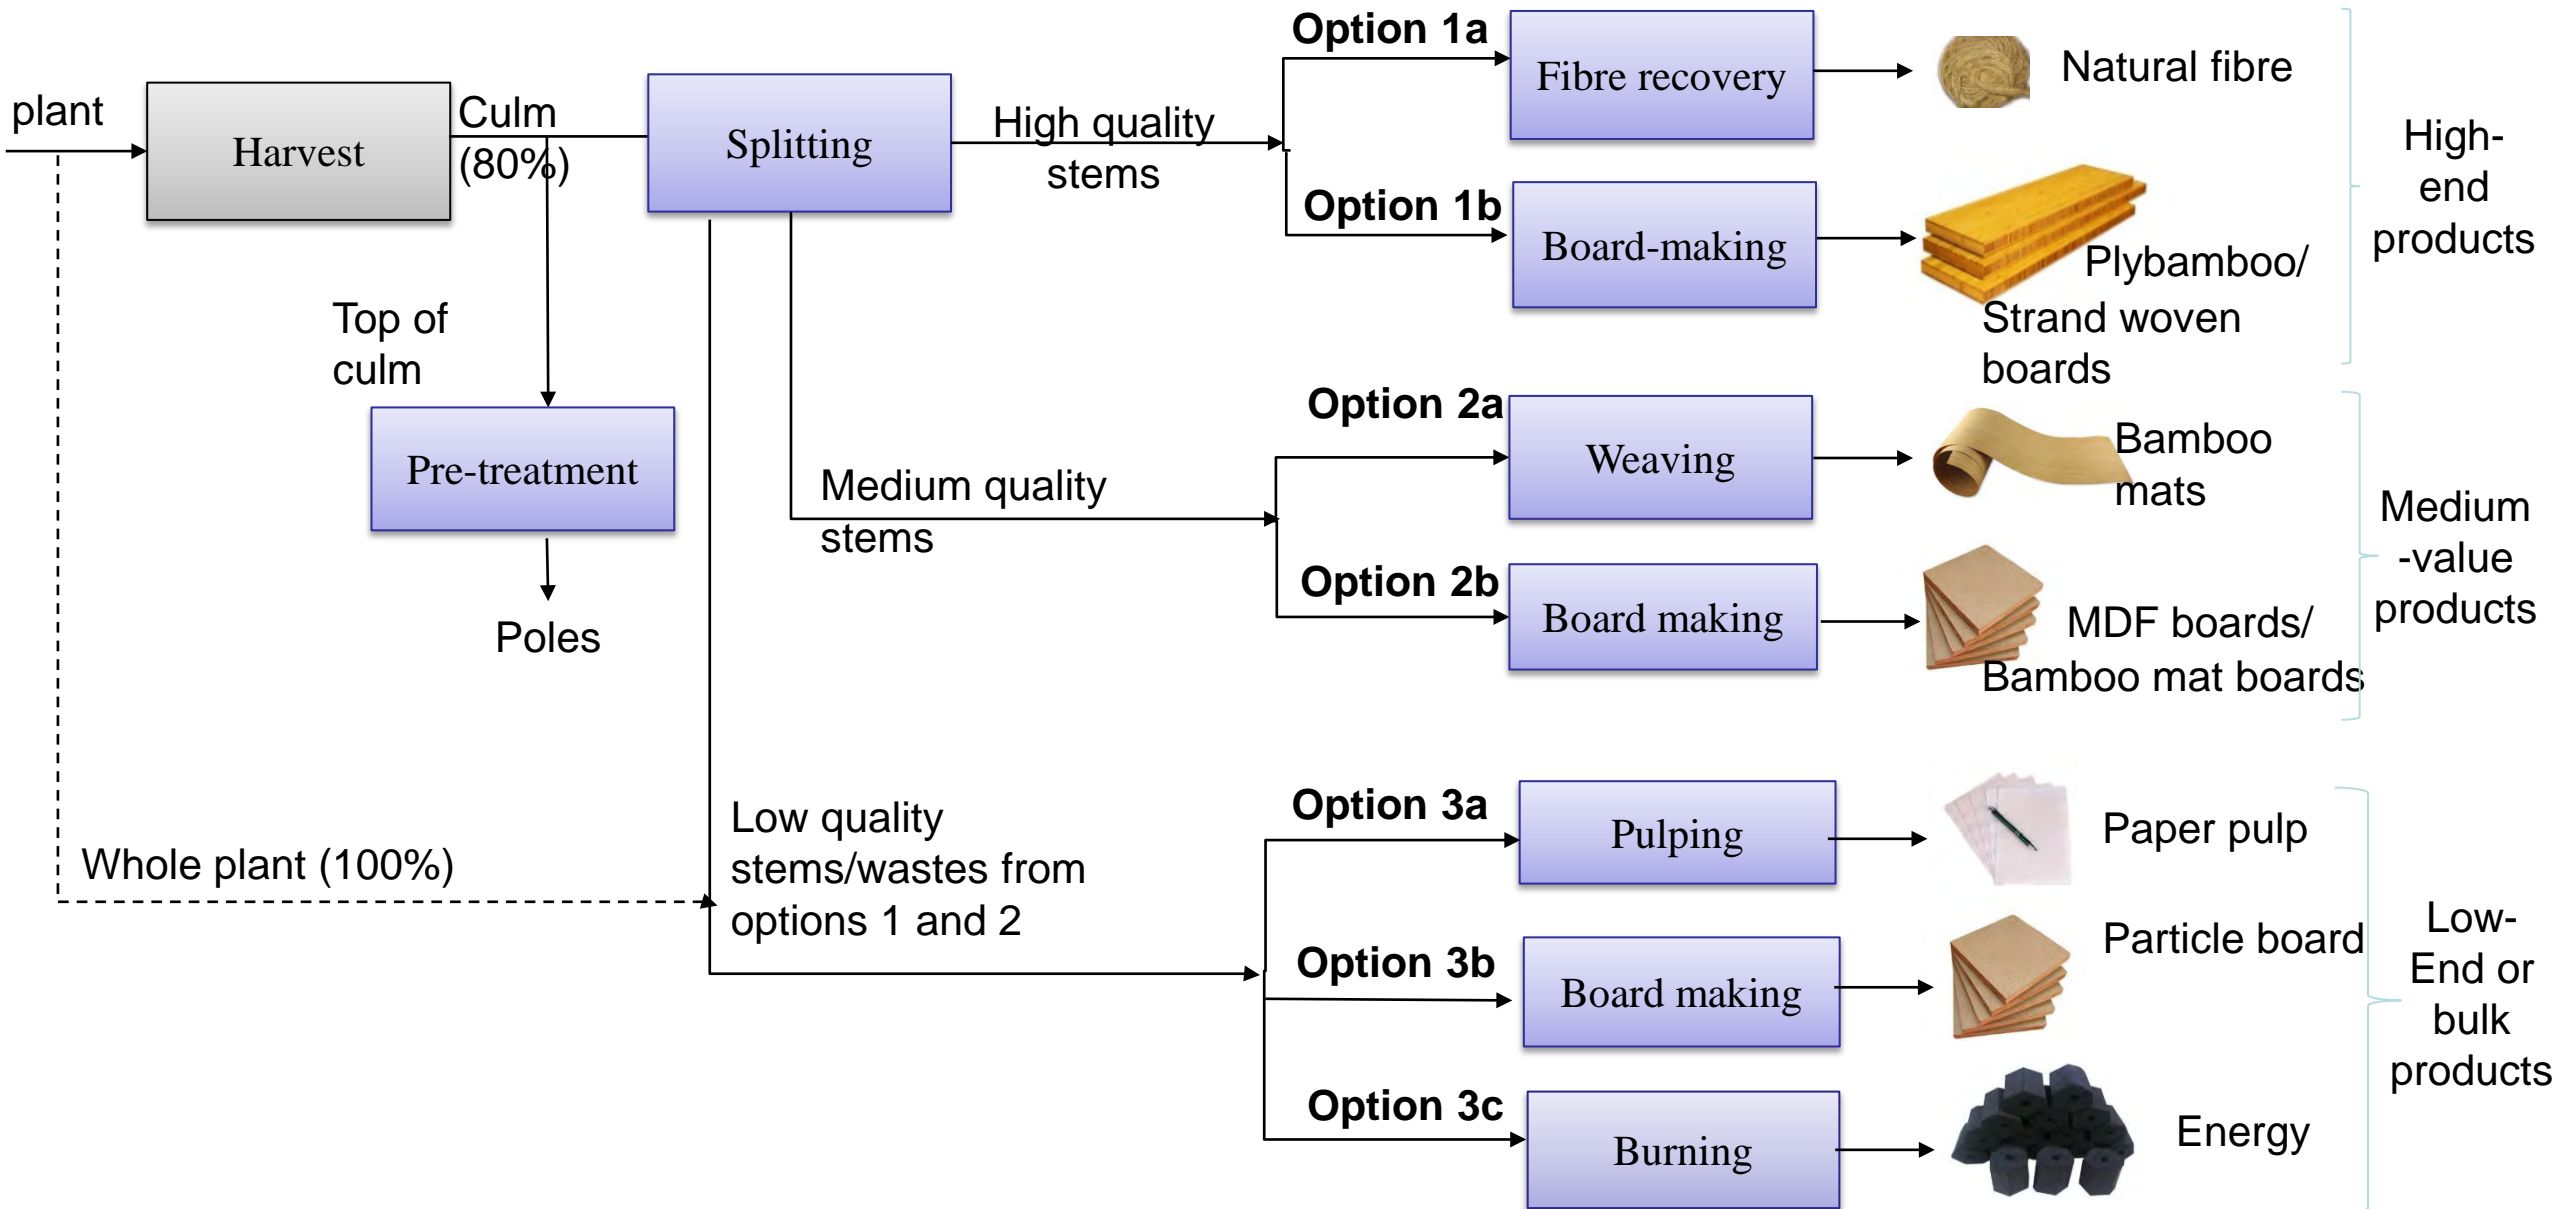 plant
Harvest
Culm
(80%)
Splitting
High quality
stems
Option 1a
Fibre recovery
Natural fibre
Option 1b
Board-making
Plybamboo/
Strand woven
boards
High-
end
products
Top of
culm
Pre-treatment
Poles
Medium quality
stems
Option 2a
Weaving
Bamboo
mats
Option 2b
Board making
MDF boards/
Bamboo mat boards
Medium
-value
products
Whole plant (100%)
Low quality
stems/wastes from
options 1 and 2
Option 3a
Pulping
Paper pulp
Option 3b
Board making
Particle board
Option 3c
Burning
Energy
Low-
End or
bulk
products